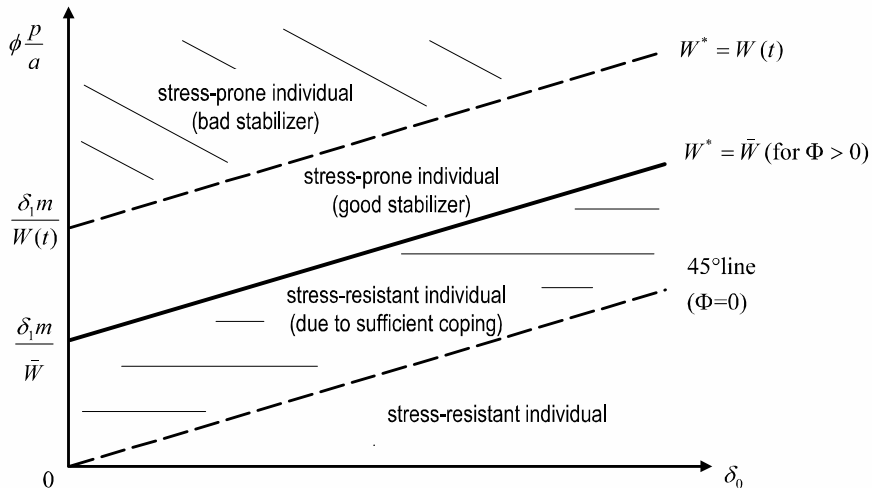 ϕ p/a
W* = W(t)
stress-prone individual
(bad stabilizer)
W* = W̄ (for Φ > 0)
stress-prone individual
(good stabilizer)
δ₁m/W(t)
45°line
(Φ=0)
stress-resistant individual
(due to sufficient coping)
δ₁m/W̄
stress-resistant individual
0
δ₀